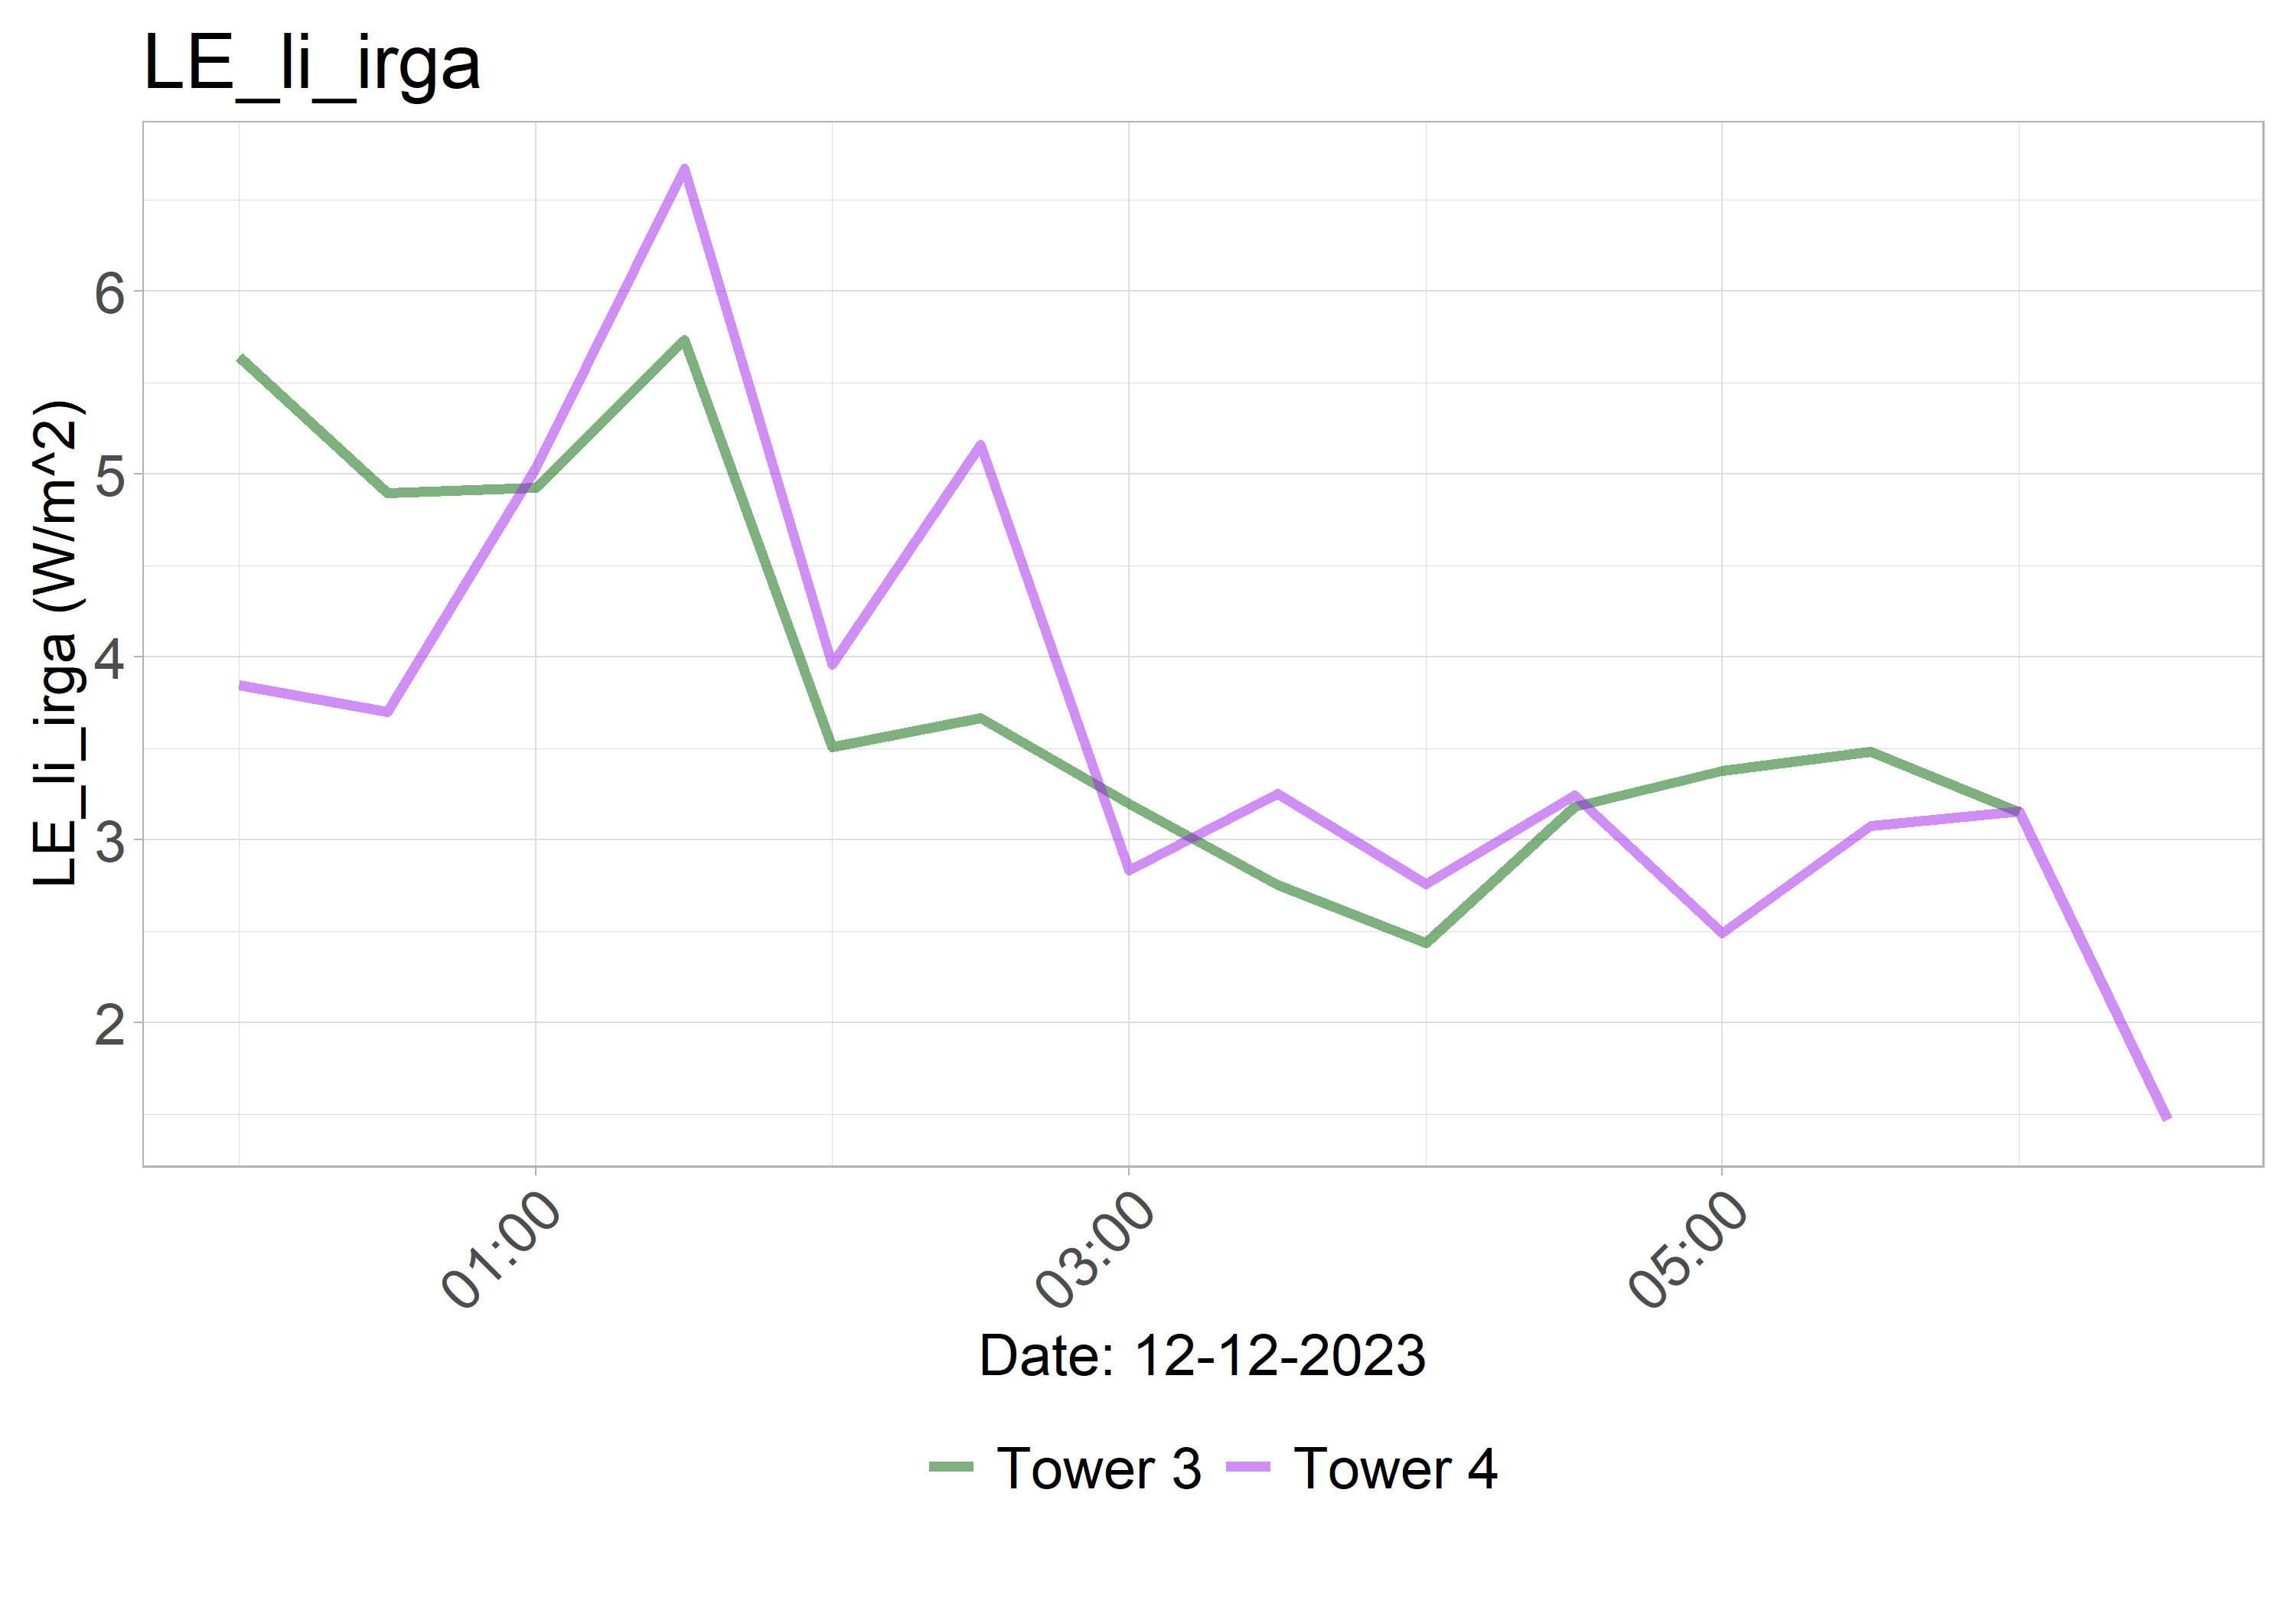 LE_li_irga
LE_li_irga (W/m^2)
6
5
4
3
2
01:00
03:00
05:00
Date: 12-12-2023
Tower 3
Tower 4